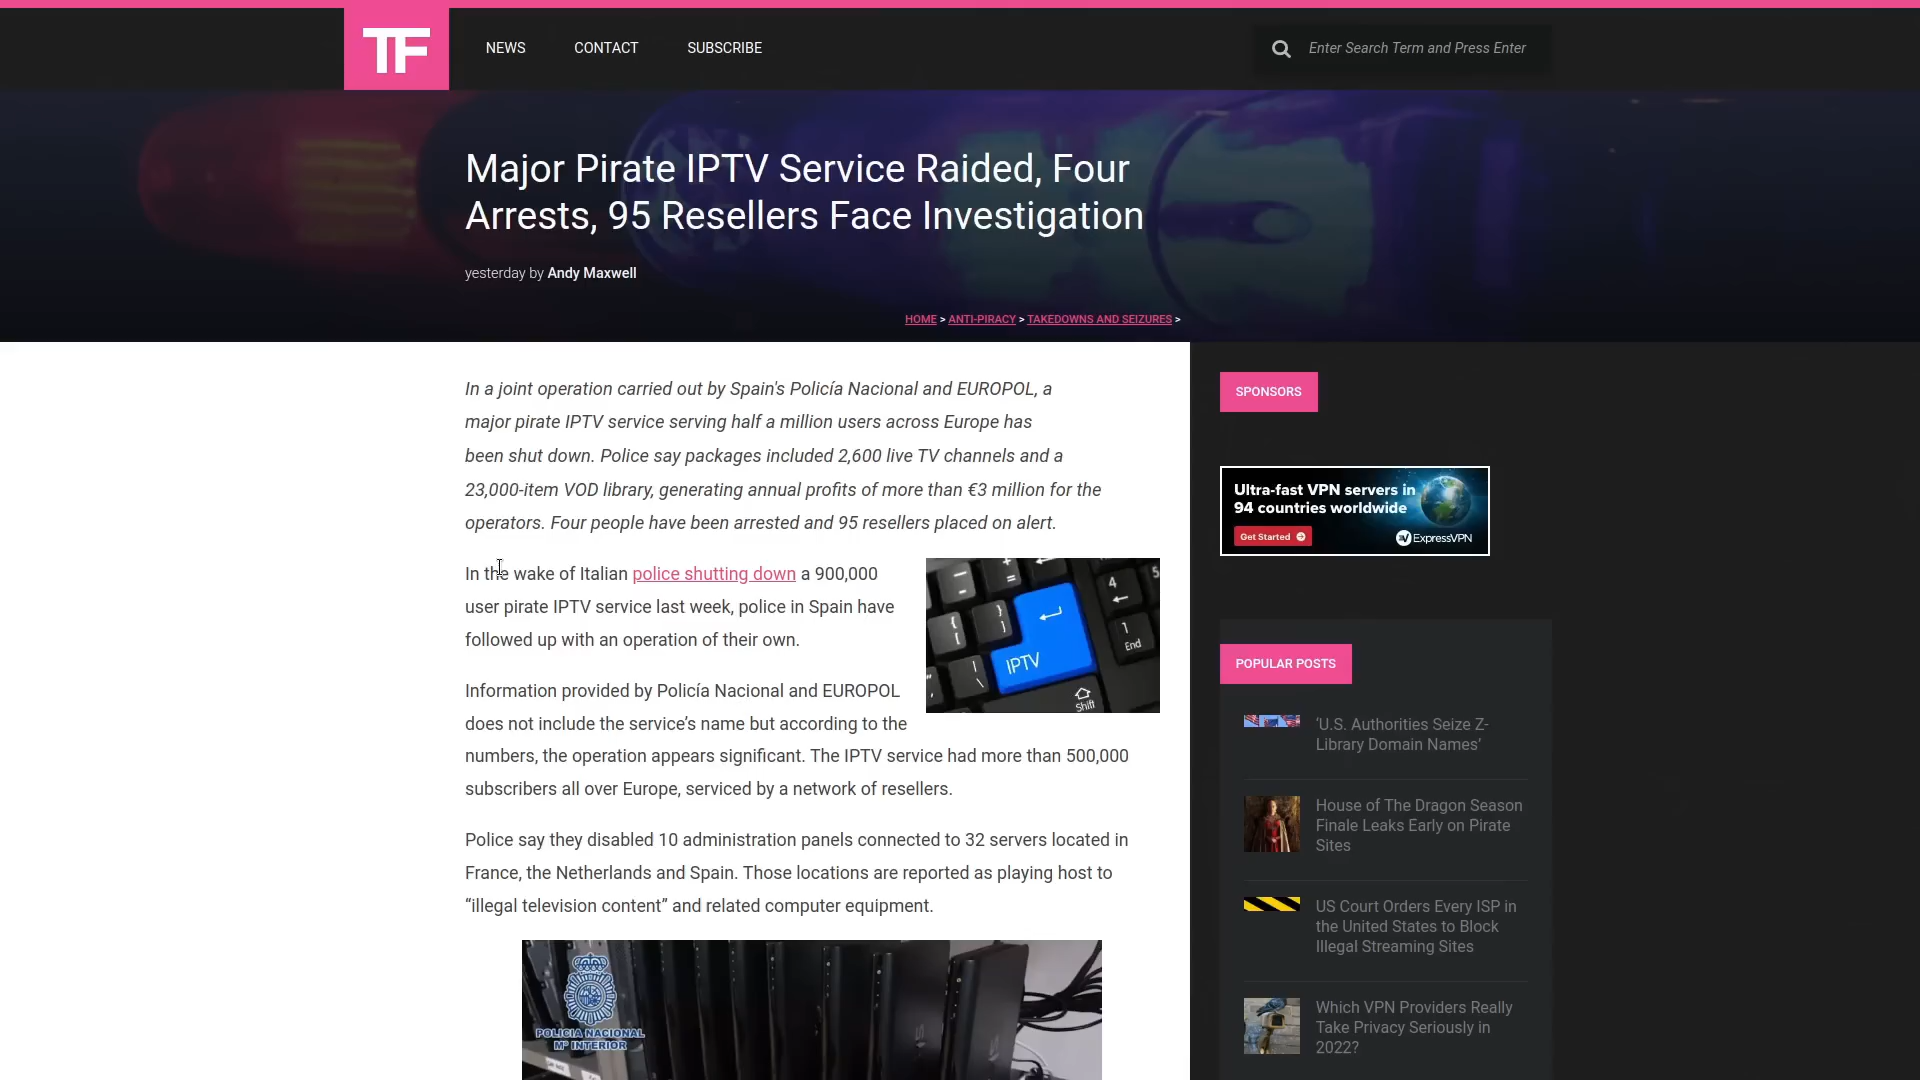 TF
NEWS
CONTACT
SUBSCRIBE
Enter Search Term and Press Enter
Major Pirate IPTV Service Raided, Four
Arrests, 95 Resellers Face Investigation
yesterday by Andy Maxwell
HOME > ANTI-PIRACY > TAKEDOWNS AND SEIZURES >
In a joint operation carried out by Spain's Policía Nacional and EUROPOL, a
major pirate IPTV service serving half a million users across Europe has
been shut down. Police say packages included 2,600 live TV channels and a
23,000-item VOD library, generating annual profits of more than €3 million for the
operators. Four people have been arrested and 95 resellers placed on alert.
In the wake of Italian police shutting down a 900,000
user pirate IPTV service last week, police in Spain have
followed up with an operation of their own.
IPTV
1
End
4
5
Shift
Information provided by Policía Nacional and EUROPOL
does not include the service’s name but according to the
numbers, the operation appears significant. The IPTV service had more than 500,000
subscribers all over Europe, serviced by a network of resellers.
Police say they disabled 10 administration panels connected to 32 servers located in
France, the Netherlands and Spain. Those locations are reported as playing host to
“illegal television content” and related computer equipment.
POLICIA NACIONAL
Mº INTERIOR
SPONSORS
Ultra-fast VPN servers in
94 countries worldwide
Get Started
ExpressVPN
POPULAR POSTS
‘U.S. Authorities Seize Z-
Library Domain Names’
House of The Dragon Season
Finale Leaks Early on Pirate
Sites
US Court Orders Every ISP in
the United States to Block
Illegal Streaming Sites
Which VPN Providers Really
Take Privacy Seriously in
2022?